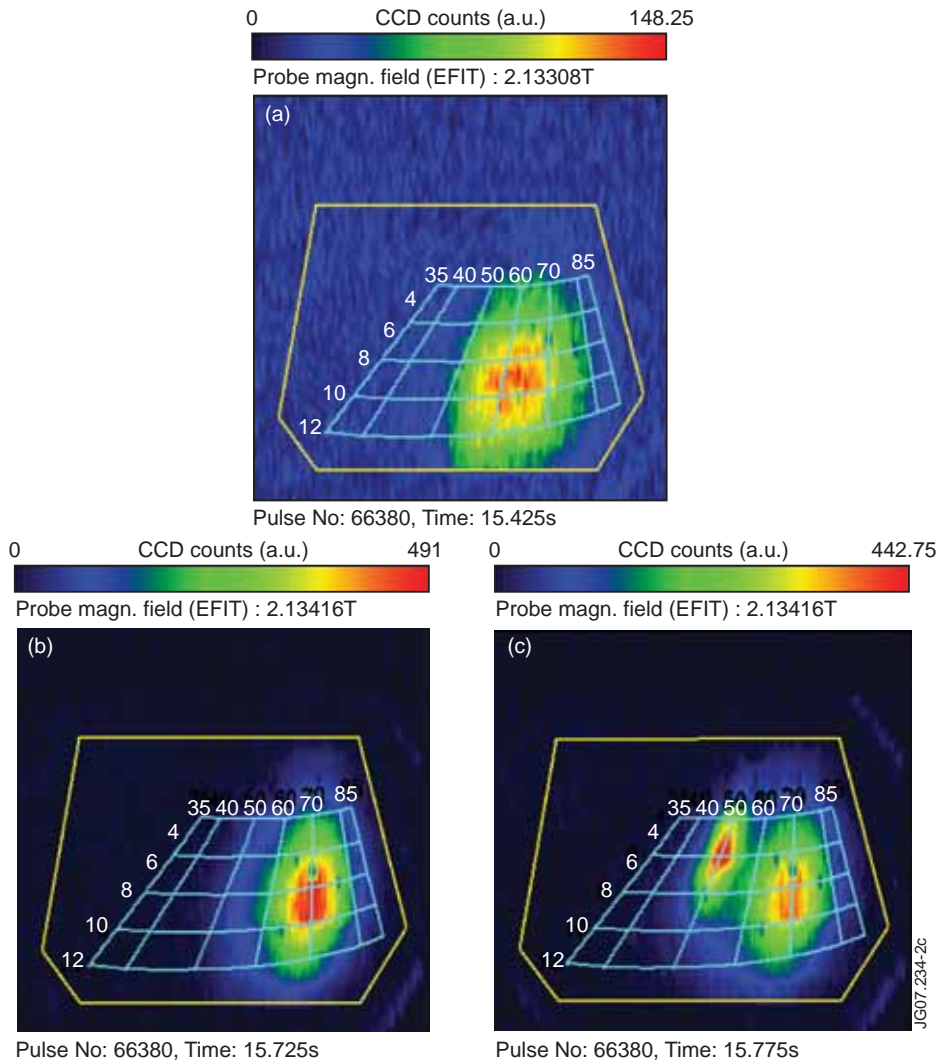 0 CCD counts (a.u.) 148.25
Probe magn. field (EFIT) : 2.13308T
(a)
35 40 50 60 70 85
4
6
8
10
12
Pulse No: 66380, Time: 15.425s
0 CCD counts (a.u.) 491
Probe magn. field (EFIT) : 2.13416T
(b)
35 40 50 60 70 85
4
6
8
10
12
Pulse No: 66380, Time: 15.725s
0 CCD counts (a.u.) 442.75
Probe magn. field (EFIT) : 2.13416T
(c)
35 40 50 60 70 85
4
6
8
10
12
Pulse No: 66380, Time: 15.775s
JG07.234-2c